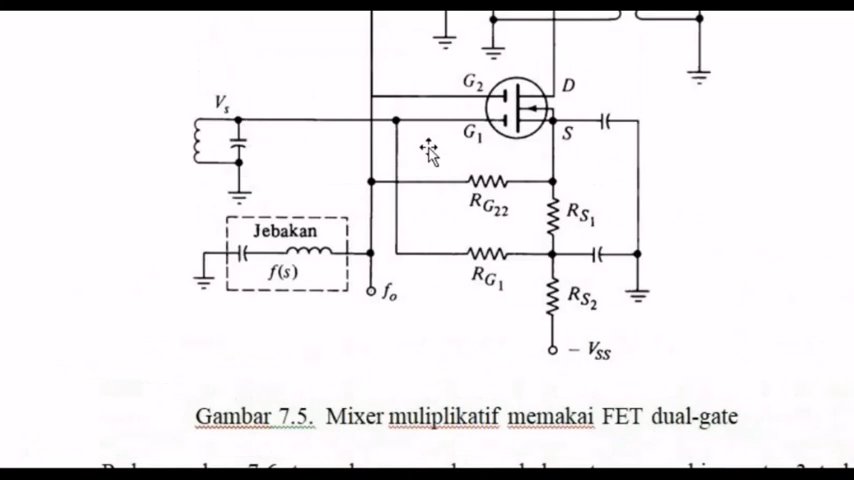 G2 D
Vs
G1 S
RG22 RS1
Jebakan
f(s)
RG1 RS2
fo
– VSS
Gambar 7.5. Mixer muliplikatif memakai FET dual-gate